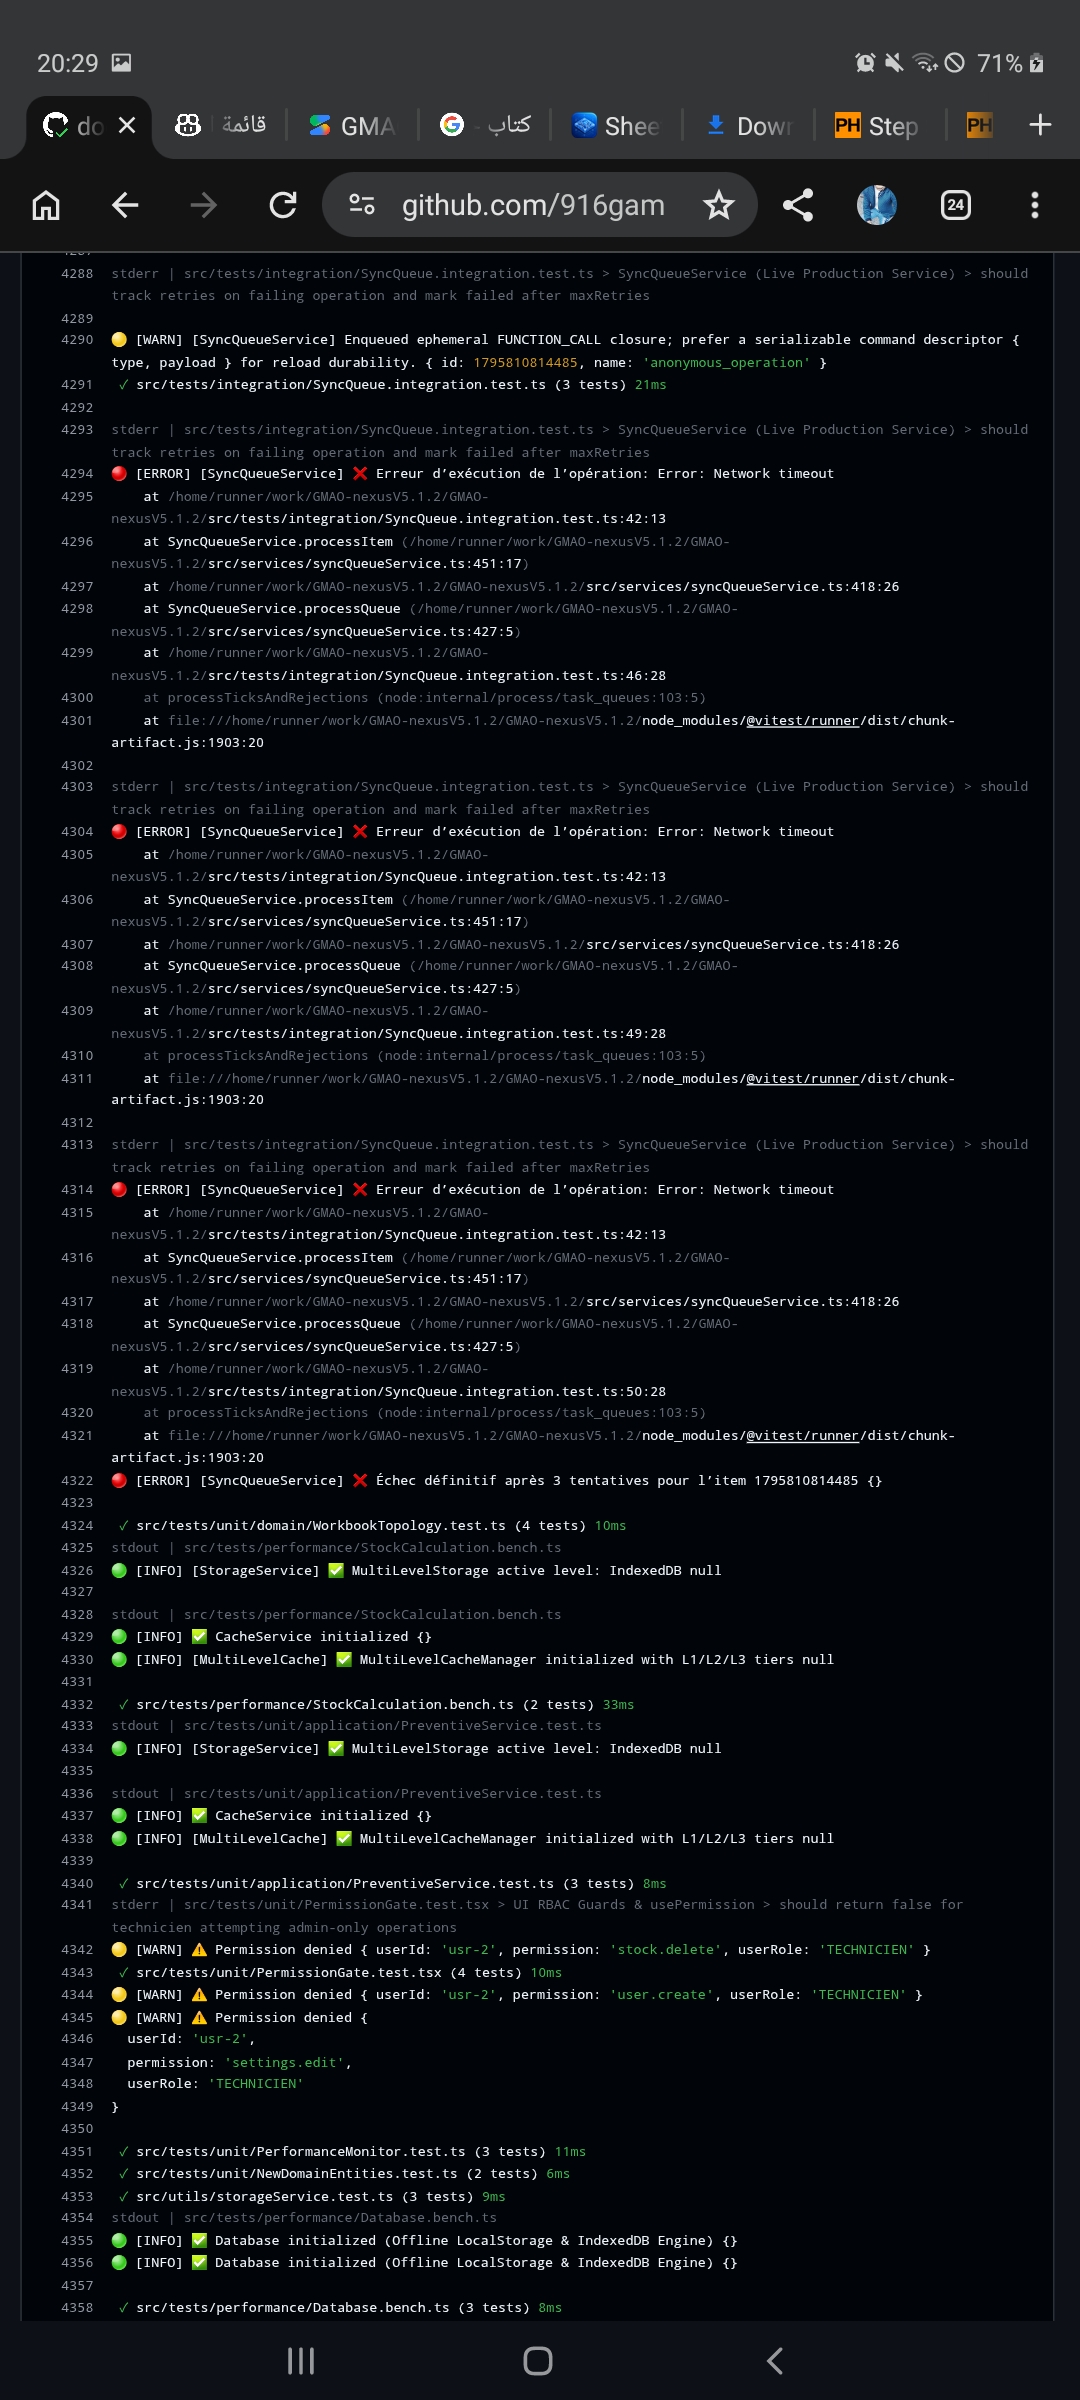 20:29
71%
do
قائمة
GMA
كتاب -
Shee
Dowr
PH Step
PH
github.com/916gam
24
4288 stderr | src/tests/integration/SyncQueue.integration.test.ts > SyncQueueService (Live Production Service) > should
track retries on failing operation and mark failed after maxRetries
4289
4290 🟡 [WARN] [SyncQueueService] Enqueued ephemeral FUNCTION_CALL closure; prefer a serializable command descriptor {
type, payload } for reload durability. { id: 1795810814485, name: 'anonymous_operation' }
4291 ✓ src/tests/integration/SyncQueue.integration.test.ts (3 tests) 21ms
4292
4293 stderr | src/tests/integration/SyncQueue.integration.test.ts > SyncQueueService (Live Production Service) > should
track retries on failing operation and mark failed after maxRetries
4294 🔴 [ERROR] [SyncQueueService] ❌ Erreur d’exécution de l’opération: Error: Network timeout
4295 at /home/runner/work/GMAO-nexusV5.1.2/GMAO-
nexusV5.1.2/src/tests/integration/SyncQueue.integration.test.ts:42:13
4296 at SyncQueueService.processItem (/home/runner/work/GMAO-nexusV5.1.2/GMAO-
nexusV5.1.2/src/services/syncQueueService.ts:451:17)
4297 at /home/runner/work/GMAO-nexusV5.1.2/GMAO-nexusV5.1.2/src/services/syncQueueService.ts:418:26
4298 at SyncQueueService.processQueue (/home/runner/work/GMAO-nexusV5.1.2/GMAO-
nexusV5.1.2/src/services/syncQueueService.ts:427:5)
4299 at /home/runner/work/GMAO-nexusV5.1.2/GMAO-
nexusV5.1.2/src/tests/integration/SyncQueue.integration.test.ts:46:28
4300 at processTicksAndRejections (node:internal/process/task_queues:103:5)
4301 at file:///home/runner/work/GMAO-nexusV5.1.2/GMAO-nexusV5.1.2/node_modules/@vitest/runner/dist/chunk-
artifact.js:1903:20
4302
4303 stderr | src/tests/integration/SyncQueue.integration.test.ts > SyncQueueService (Live Production Service) > should
track retries on failing operation and mark failed after maxRetries
4304 🔴 [ERROR] [SyncQueueService] ❌ Erreur d’exécution de l’opération: Error: Network timeout
4305 at /home/runner/work/GMAO-nexusV5.1.2/GMAO-
nexusV5.1.2/src/tests/integration/SyncQueue.integration.test.ts:42:13
4306 at SyncQueueService.processItem (/home/runner/work/GMAO-nexusV5.1.2/GMAO-
nexusV5.1.2/src/services/syncQueueService.ts:451:17)
4307 at /home/runner/work/GMAO-nexusV5.1.2/GMAO-nexusV5.1.2/src/services/syncQueueService.ts:418:26
4308 at SyncQueueService.processQueue (/home/runner/work/GMAO-nexusV5.1.2/GMAO-
nexusV5.1.2/src/services/syncQueueService.ts:427:5)
4309 at /home/runner/work/GMAO-nexusV5.1.2/GMAO-
nexusV5.1.2/src/tests/integration/SyncQueue.integration.test.ts:49:28
4310 at processTicksAndRejections (node:internal/process/task_queues:103:5)
4311 at file:///home/runner/work/GMAO-nexusV5.1.2/GMAO-nexusV5.1.2/node_modules/@vitest/runner/dist/chunk-
artifact.js:1903:20
4312
4313 stderr | src/tests/integration/SyncQueue.integration.test.ts > SyncQueueService (Live Production Service) > should
track retries on failing operation and mark failed after maxRetries
4314 🔴 [ERROR] [SyncQueueService] ❌ Erreur d’exécution de l’opération: Error: Network timeout
4315 at /home/runner/work/GMAO-nexusV5.1.2/GMAO-
nexusV5.1.2/src/tests/integration/SyncQueue.integration.test.ts:42:13
4316 at SyncQueueService.processItem (/home/runner/work/GMAO-nexusV5.1.2/GMAO-
nexusV5.1.2/src/services/syncQueueService.ts:451:17)
4317 at /home/runner/work/GMAO-nexusV5.1.2/GMAO-nexusV5.1.2/src/services/syncQueueService.ts:418:26
4318 at SyncQueueService.processQueue (/home/runner/work/GMAO-nexusV5.1.2/GMAO-
nexusV5.1.2/src/services/syncQueueService.ts:427:5)
4319 at /home/runner/work/GMAO-nexusV5.1.2/GMAO-
nexusV5.1.2/src/tests/integration/SyncQueue.integration.test.ts:50:28
4320 at processTicksAndRejections (node:internal/process/task_queues:103:5)
4321 at file:///home/runner/work/GMAO-nexusV5.1.2/GMAO-nexusV5.1.2/node_modules/@vitest/runner/dist/chunk-
artifact.js:1903:20
4322 🔴 [ERROR] [SyncQueueService] ❌ Échec définitif après 3 tentatives pour l’item 1795810814485 {}
4323
4324 ✓ src/tests/unit/domain/WorkbookTopology.test.ts (4 tests) 10ms
4325 stdout | src/tests/performance/StockCalculation.bench.ts
4326 🟢 [INFO] [StorageService] ✅ MultiLevelStorage active level: IndexedDB null
4327
4328 stdout | src/tests/performance/StockCalculation.bench.ts
4329 🟢 [INFO] ✅ CacheService initialized {}
4330 🟢 [INFO] [MultiLevelCache] ✅ MultiLevelCacheManager initialized with L1/L2/L3 tiers null
4331
4332 ✓ src/tests/performance/StockCalculation.bench.ts (2 tests) 33ms
4333 stdout | src/tests/unit/application/PreventiveService.test.ts
4334 🟢 [INFO] [StorageService] ✅ MultiLevelStorage active level: IndexedDB null
4335
4336 stdout | src/tests/unit/application/PreventiveService.test.ts
4337 🟢 [INFO] ✅ CacheService initialized {}
4338 🟢 [INFO] [MultiLevelCache] ✅ MultiLevelCacheManager initialized with L1/L2/L3 tiers null
4339
4340 ✓ src/tests/unit/application/PreventiveService.test.ts (3 tests) 8ms
4341 stderr | src/tests/unit/PermissionGate.test.tsx > UI RBAC Guards & usePermission > should return false for
technicien attempting admin-only operations
4342 🟡 [WARN] ⚠️ Permission denied { userId: 'usr-2', permission: 'stock.delete', userRole: 'TECHNICIEN' }
4343 ✓ src/tests/unit/PermissionGate.test.tsx (4 tests) 10ms
4344 🟡 [WARN] ⚠️ Permission denied { userId: 'usr-2', permission: 'user.create', userRole: 'TECHNICIEN' }
4345 🟡 [WARN] ⚠️ Permission denied {
4346 userId: 'usr-2',
4347 permission: 'settings.edit',
4348 userRole: 'TECHNICIEN'
4349 }
4350
4351 ✓ src/tests/unit/PerformanceMonitor.test.ts (3 tests) 11ms
4352 ✓ src/tests/unit/NewDomainEntities.test.ts (2 tests) 6ms
4353 ✓ src/utils/storageService.test.ts (3 tests) 9ms
4354 stdout | src/tests/performance/Database.bench.ts
4355 🟢 [INFO] ✅ Database initialized (Offline LocalStorage & IndexedDB Engine) {}
4356 🟢 [INFO] ✅ Database initialized (Offline LocalStorage & IndexedDB Engine) {}
4357
4358 ✓ src/tests/performance/Database.bench.ts (3 tests) 8ms